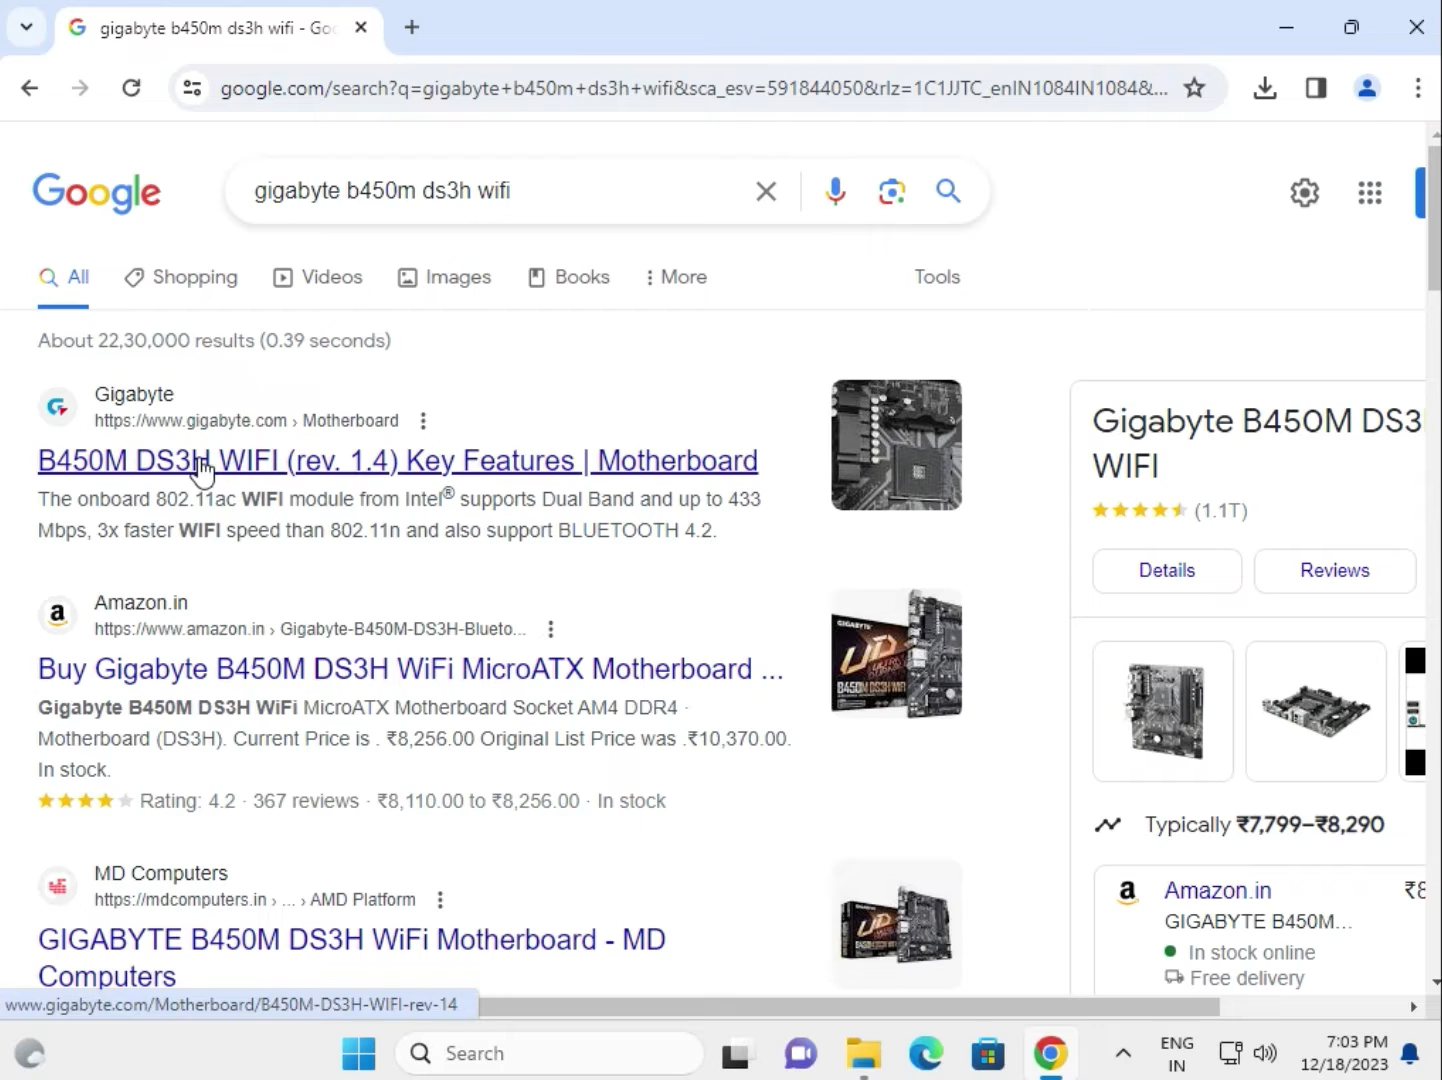 gigabyte b450m ds3h wifi - Goo
google.com/search?q=gigabyte+b450m+ds3h+wifi&sca_esv=591844050&rlz=1C1JJTC_enIN1084IN1084&...
Google
gigabyte b450m ds3h wifi
All
Shopping
Videos
Images
Books
More
Tools
About 22,30,000 results (0.39 seconds)
Gigabyte
https://www.gigabyte.com › Motherboard
B450M DS3H WIFI (rev. 1.4) Key Features | Motherboard
The onboard 802.11ac WIFI module from Intel® supports Dual Band and up to 433
Mbps, 3x faster WIFI speed than 802.11n and also support BLUETOOTH 4.2.
Amazon.in
https://www.amazon.in › Gigabyte-B450M-DS3H-Blueto...
Buy Gigabyte B450M DS3H WiFi MicroATX Motherboard ...
Gigabyte B450M DS3H WiFi MicroATX Motherboard Socket AM4 DDR4 ·
Motherboard (DS3H). Current Price is . ₹8,256.00 Original List Price was .₹10,370.00.
In stock.
Rating: 4.2 · 367 reviews · ₹8,110.00 to ₹8,256.00 · In stock
GIGABYTE
UD
B450M DS3H WIFI
MD Computers
https://mdcomputers.in › ... › AMD Platform
GIGABYTE B450M DS3H WiFi Motherboard - MD
Computers
UD
Gigabyte B450M DS3
WIFI
(1.1T)
Details
Reviews
Typically ₹7,799–₹8,290
Amazon.in
₹8
GIGABYTE B450M...
In stock online
Free delivery
www.gigabyte.com/Motherboard/B450M-DS3H-WIFI-rev-14
Search
ENG
IN
7:03 PM
12/18/2023